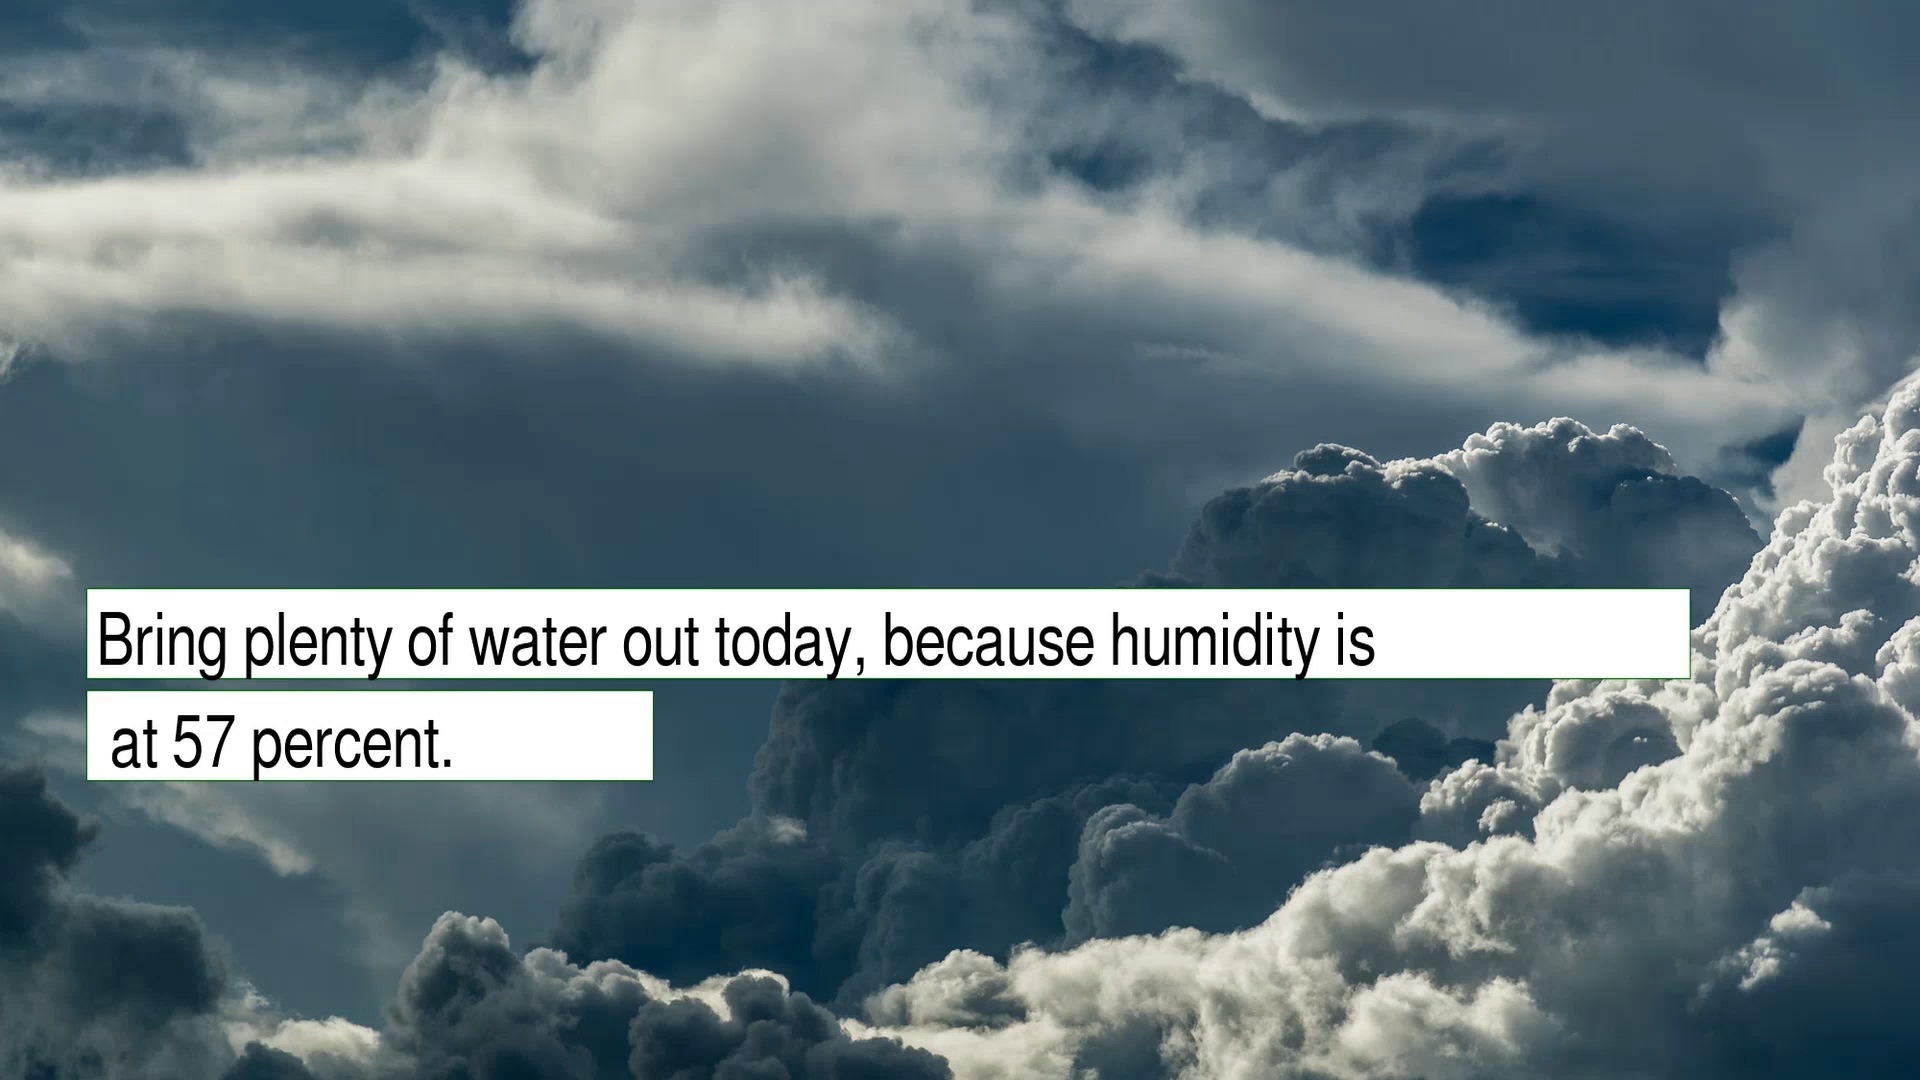 Bring plenty of water out today, because humidity is
at 57 percent.